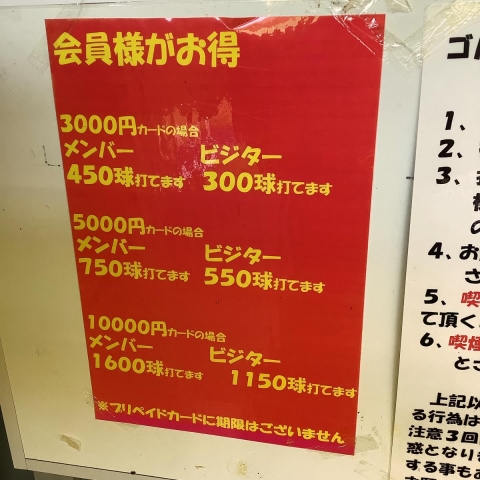 会員様がお得
3000円カードの場合
メンバー ビジター
450球打てます 300球打てます
5000円カードの場合
メンバー ビジター
750球打てます 550球打てます
10000円カードの場合
メンバー ビジター
1600球打てます 1150球打てます
※プリペイドカードに期限はございません
ゴ
1、
2、
3、
の
4、お
さ
5、喫
て頂く
6、喫煙
とさ
上記以
る行為は
注意3回
惑となりま
する事もあ